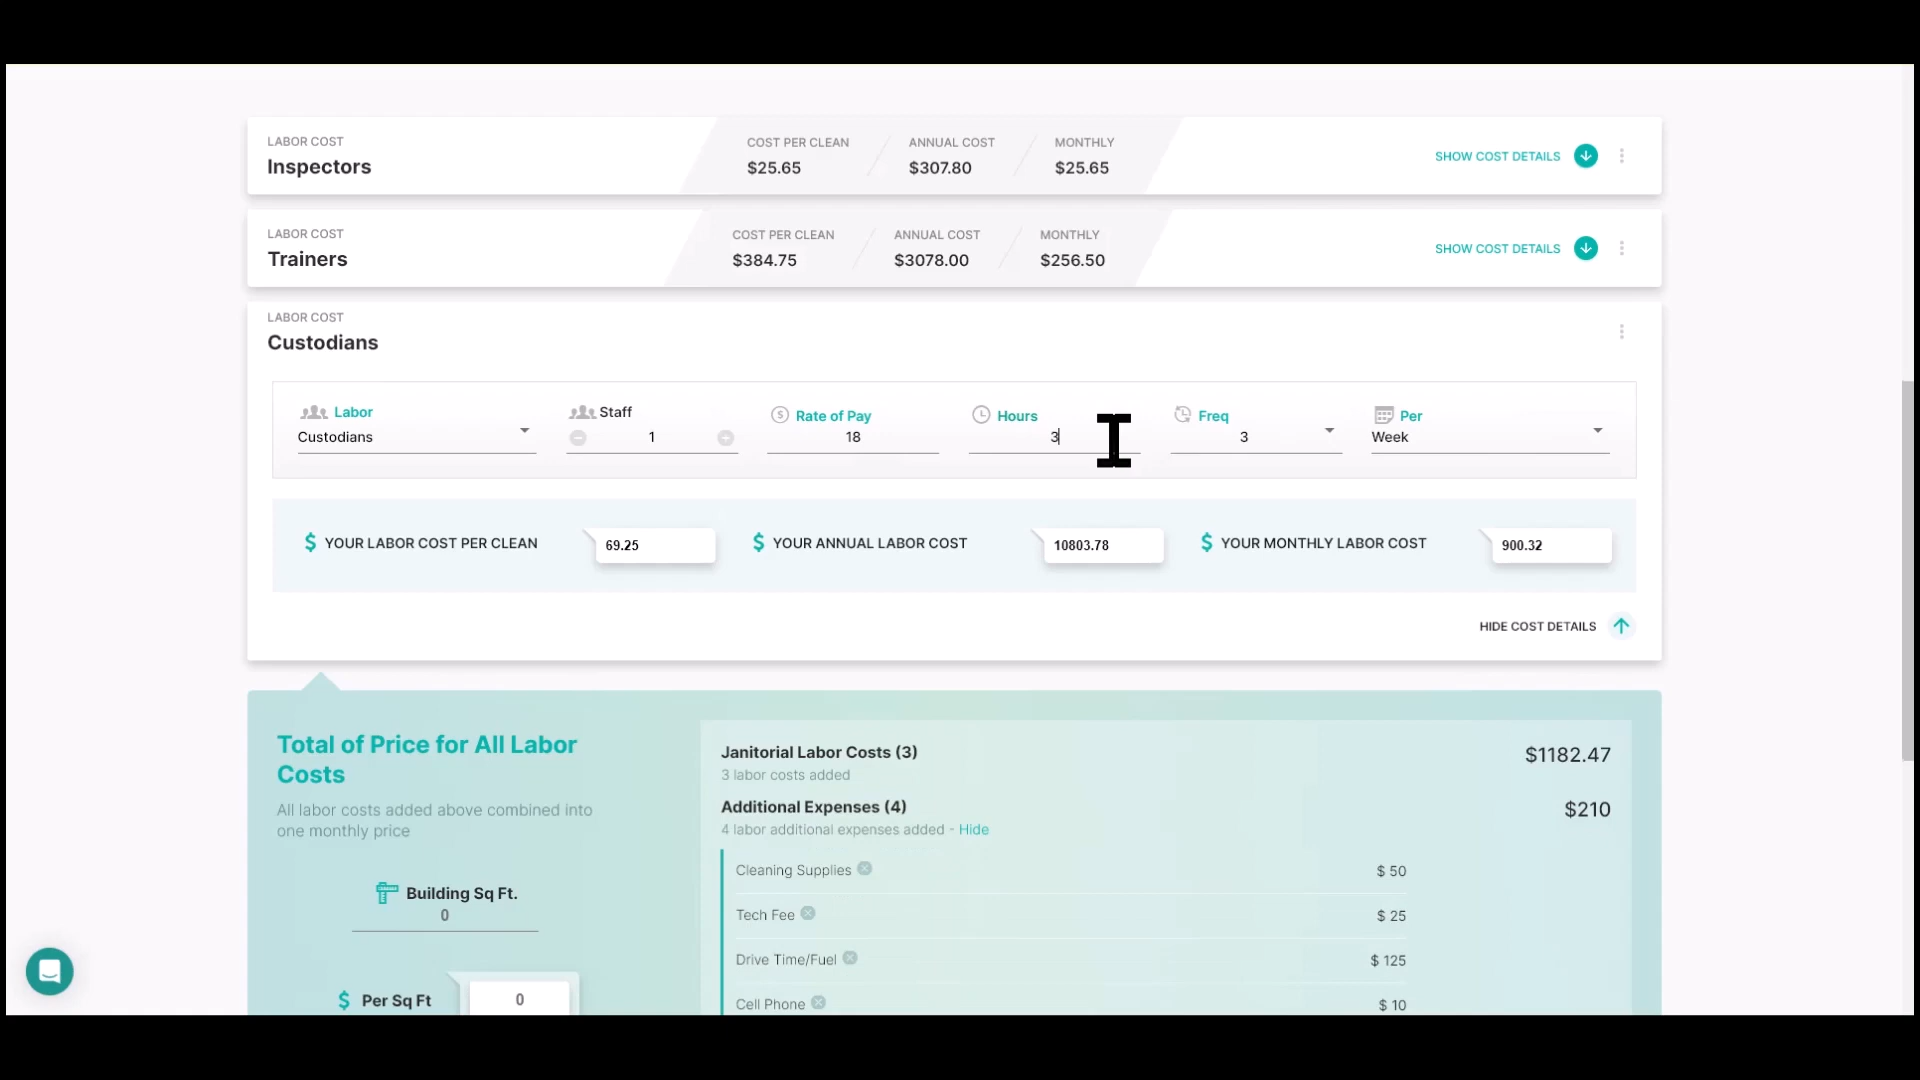 LABOR COST
Inspectors
COST PER CLEAN
$25.65
ANNUAL COST
$307.80
MONTHLY
$25.65
SHOW COST DETAILS
LABOR COST
Trainers
COST PER CLEAN
$384.75
ANNUAL COST
$3078.00
MONTHLY
$256.50
SHOW COST DETAILS
LABOR COST
Custodians
Labor
Custodians
Staff
1
Rate of Pay
18
Hours
3
Freq
3
Per
Week
$ YOUR LABOR COST PER CLEAN
69.25
$ YOUR ANNUAL LABOR COST
10803.78
$ YOUR MONTHLY LABOR COST
900.32
HIDE COST DETAILS
Total of Price for All Labor
Costs
All labor costs added above combined into
one monthly price
Building Sq Ft.
0
$ Per Sq Ft
0
Janitorial Labor Costs (3)
$1182.47
3 labor costs added
Additional Expenses (4)
$210
4 labor additional expenses added - Hide
Cleaning Supplies
$ 50
Tech Fee
$ 25
Drive Time/Fuel
$ 125
Cell Phone
$ 10